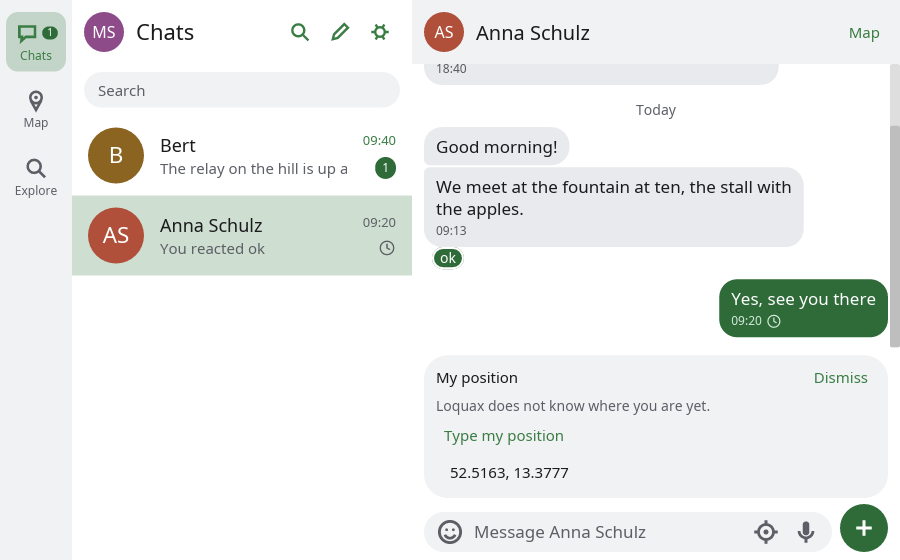 1
Chats
Map
Explore
MS
Chats
Search
B
Bert
09:40
The relay on the hill is up a
1
AS
Anna Schulz
09:20
You reacted ok
AS
Anna Schulz
Map
18:40
Today
Good morning!
We meet at the fountain at ten, the stall with
the apples.
09:13
ok
Yes, see you there
09:20
My position
Dismiss
Loquax does not know where you are yet.
Type my position
52.5163, 13.3777
Message Anna Schulz